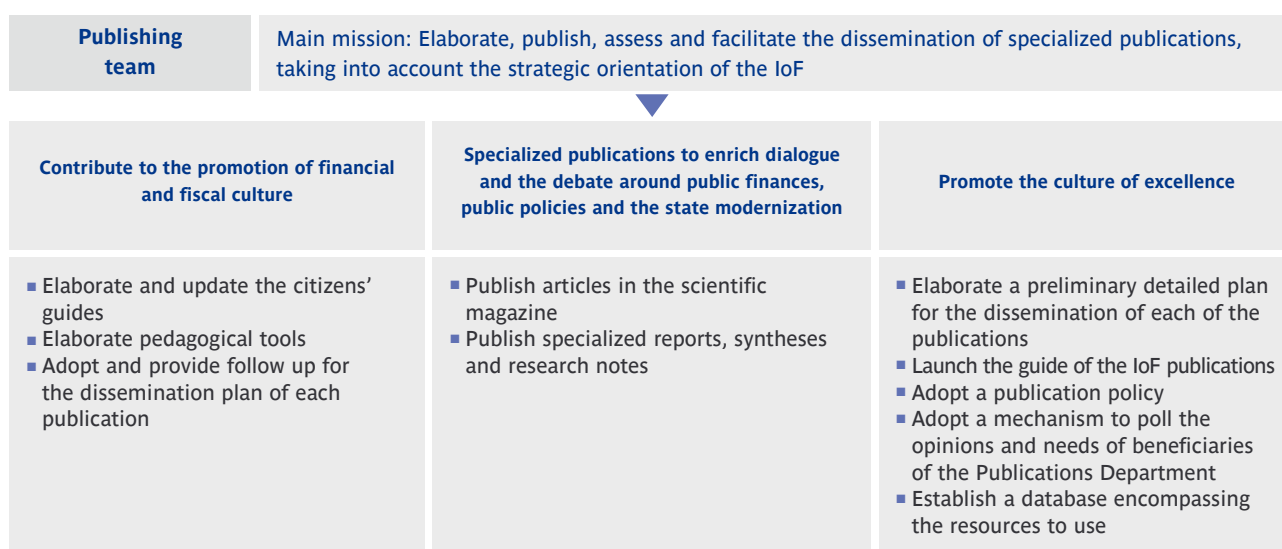 Publishing
team
Main mission: Elaborate, publish, assess and facilitate the dissemination of specialized publications,
taking into account the strategic orientation of the IoF
Contribute to the promotion of financial
and fiscal culture
Specialized publications to enrich dialogue
and the debate around public finances,
public policies and the state modernization
Promote the culture of excellence
■ Elaborate and update the citizens’
guides
■ Elaborate pedagogical tools
■ Adopt and provide follow up for
the dissemination plan of each
publication
■ Publish articles in the scientific
magazine
■ Publish specialized reports, syntheses
and research notes
■ Elaborate a preliminary detailed plan
for the dissemination of each of the
publications
■ Launch the guide of the IoF publications
■ Adopt a publication policy
■ Adopt a mechanism to poll the
opinions and needs of beneficiaries
of the Publications Department
■ Establish a database encompassing
the resources to use